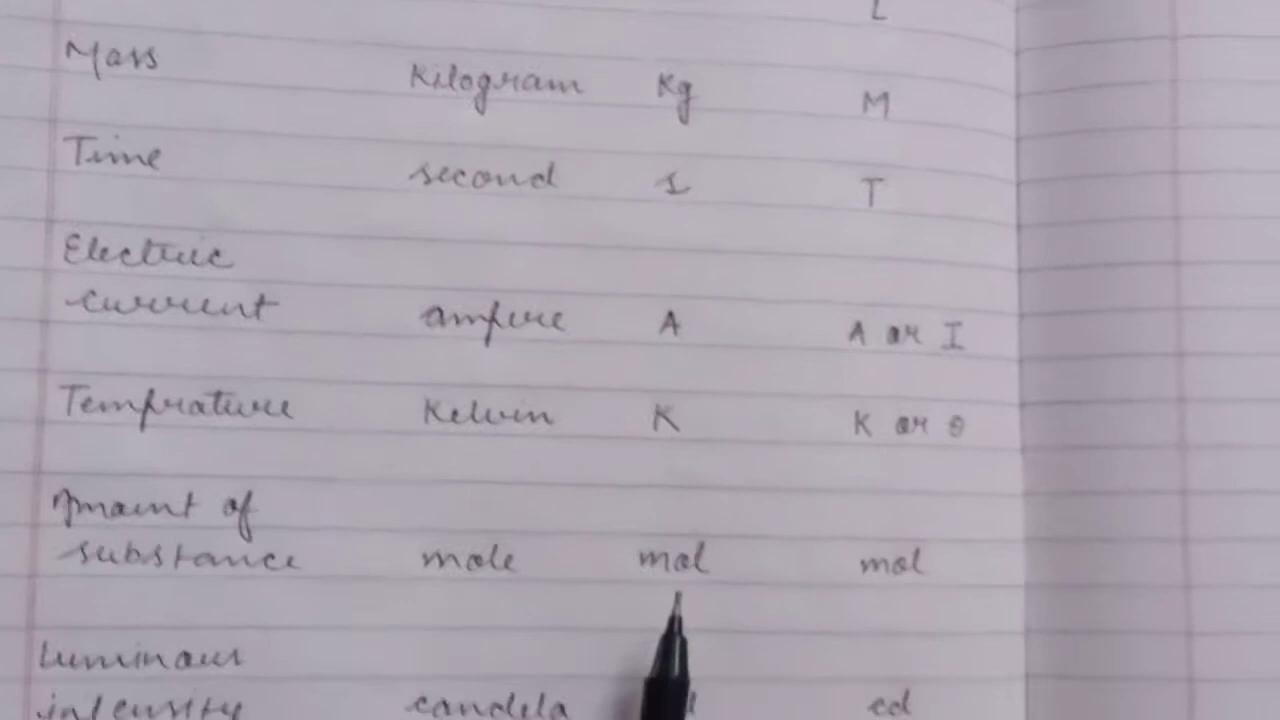 L
Mass Kilogram Kg M
Time second s T
Electric
current ampere A A or I
Temprature Kelvin K K or θ
Amount of
substance mole mol mol
Luminous
intensity candela cd